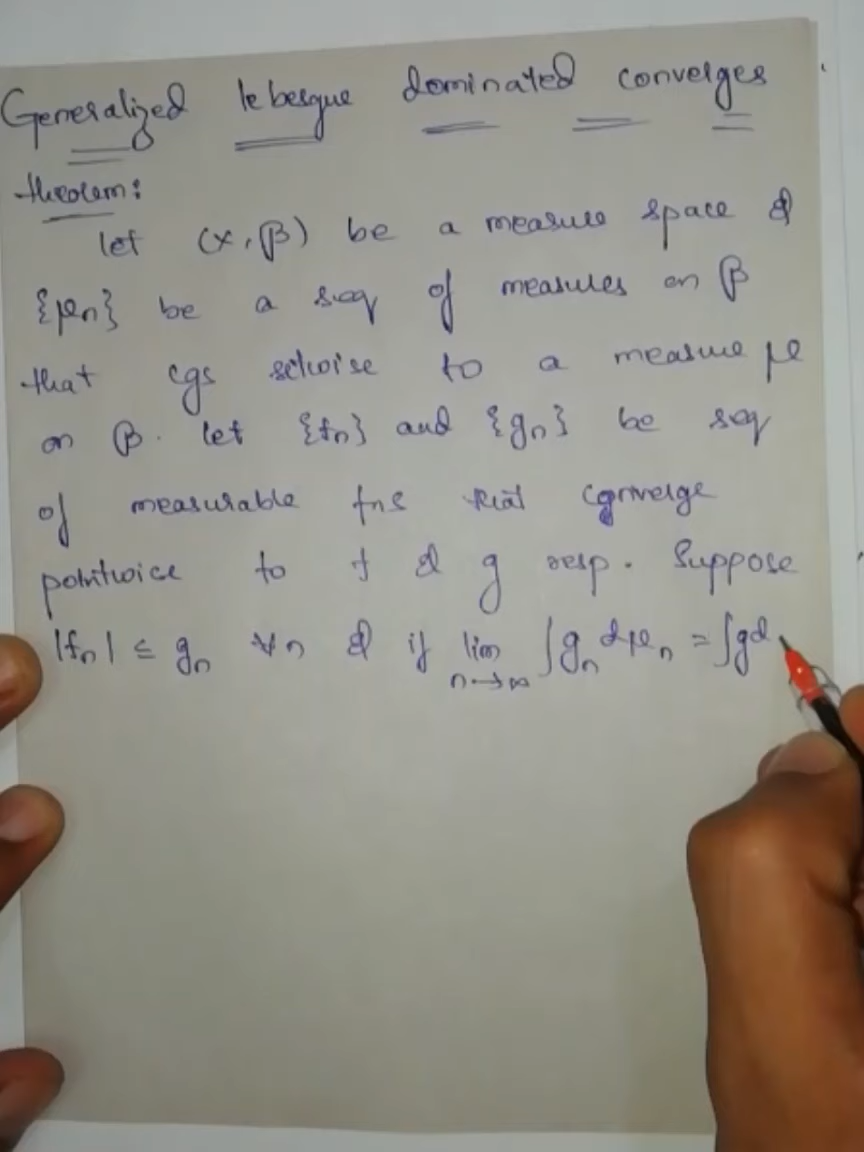 Generalized lebesgue dominated converges
theorem:
let (x, β) be a measure space &
{μn} be a seq of measures on β
that cgs setwise to a measure μ
on β. let {fn} and {gn} be seq
of measurable fns that converge
pointwise to f & g resp. Suppose
|fn| ≤ gn ∀n & if lim n→∞ ∫gn dμn = ∫gd